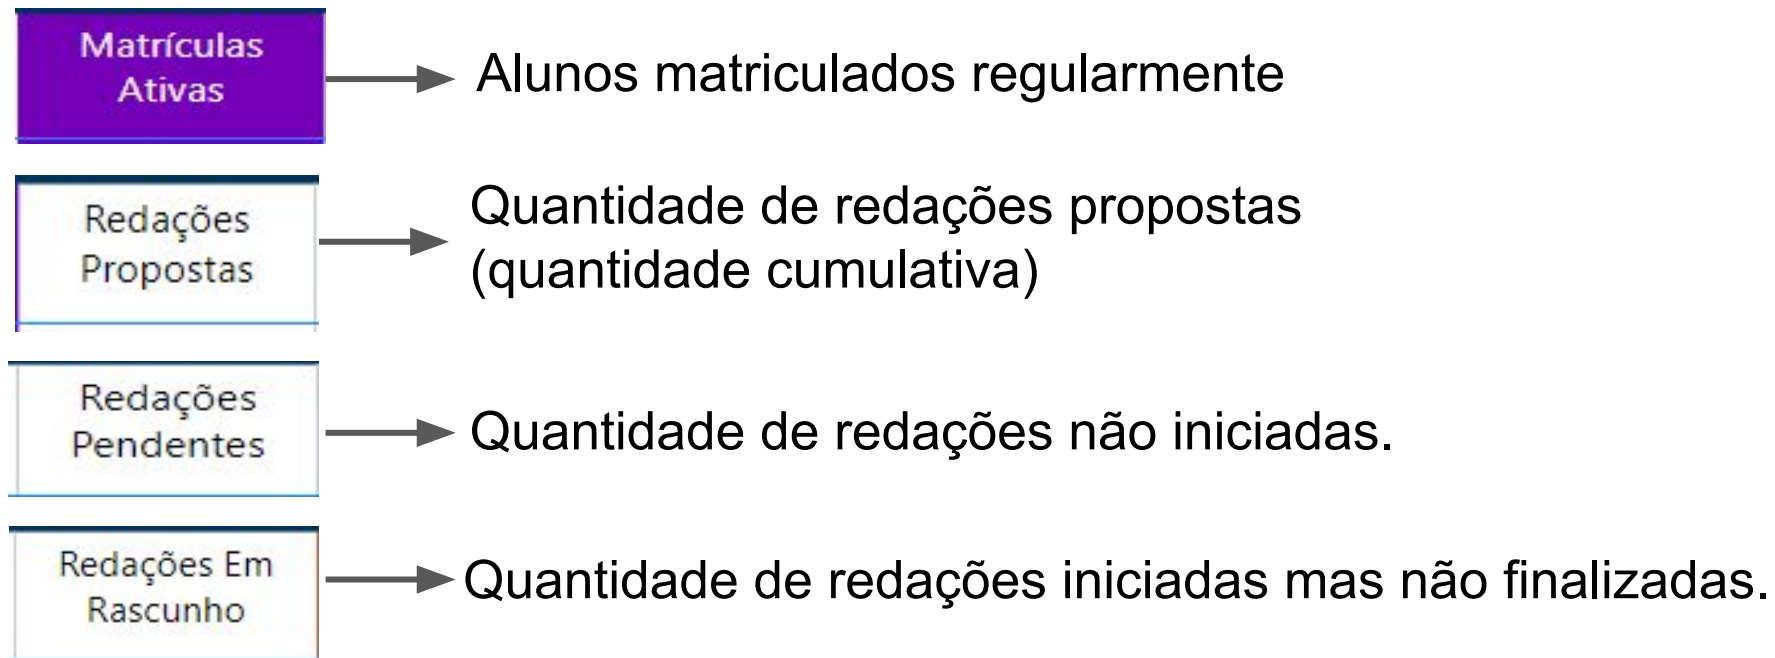 Matrículas
Ativas
Alunos matriculados regularmente
Redações
Propostas
Quantidade de redações propostas
(quantidade cumulativa)
Redações
Pendentes
Quantidade de redações não iniciadas.
Redações Em
Rascunho
Quantidade de redações iniciadas mas não finalizadas.